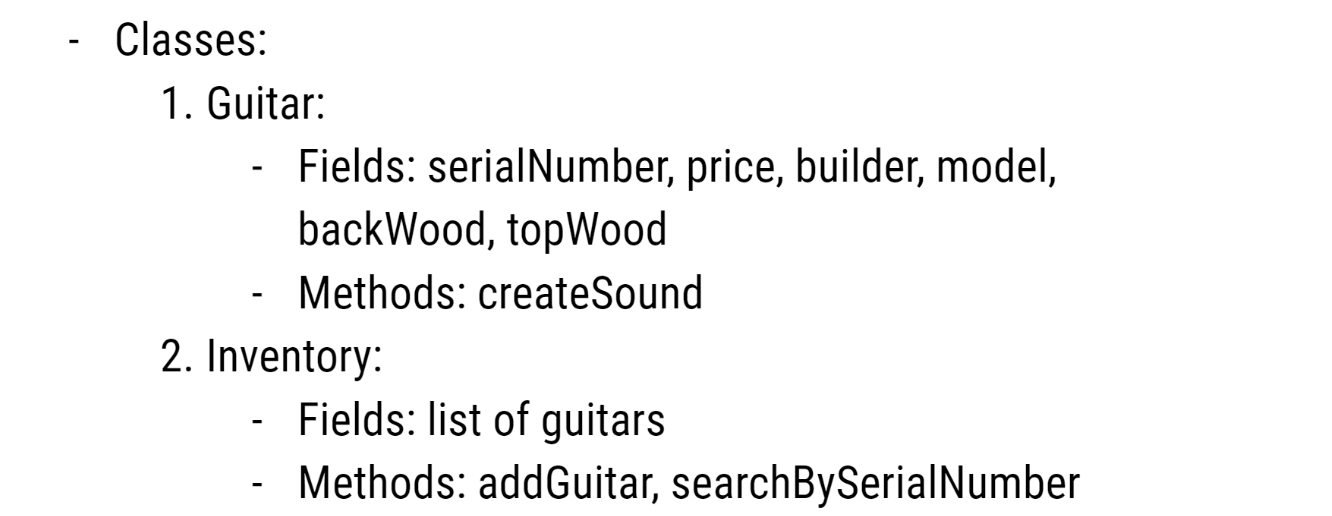 - Classes:
1. Guitar:
- Fields: serialNumber, price, builder, model,
backWood, topWood
- Methods: createSound
2. Inventory:
- Fields: list of guitars
- Methods: addGuitar, searchBySerialNumber